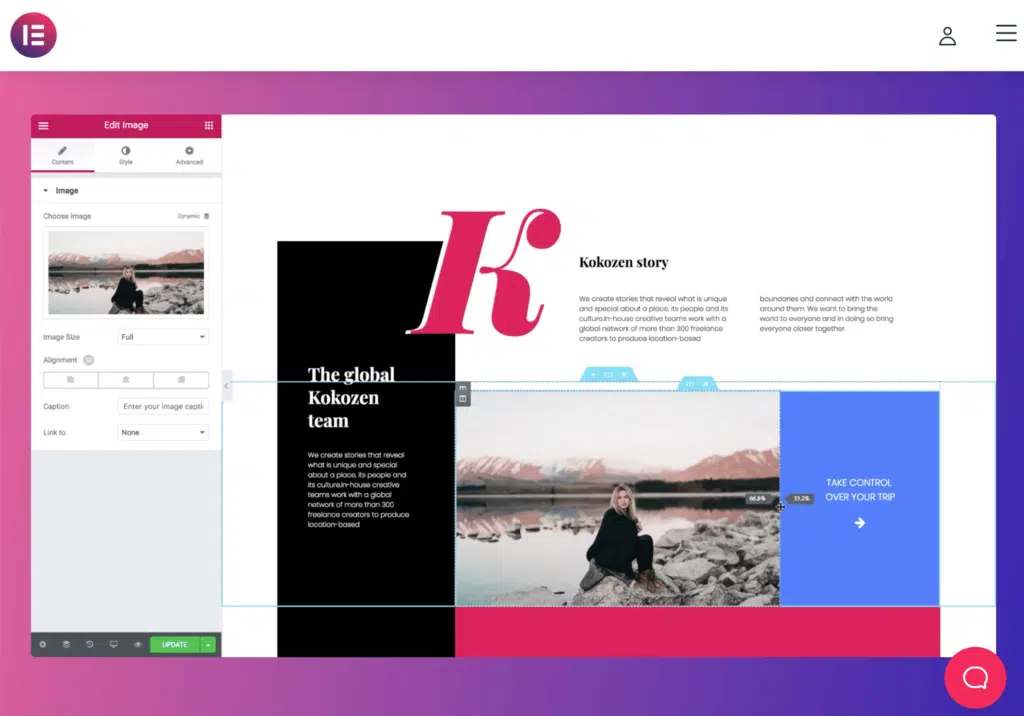 Edit Image
Content
Style
Advanced
Image
Choose Image
Dynamic
Image Size
Full
Alignment
Caption
Enter your image capti
Link to
None
UPDATE
K
Kokozen story
We create stories that reveal what is unique
and special about a place, its people and its
culture.In-house creative teams work with a
global network of more than 300 freelance
creators to produce location-based
boundaries and connect with the world
around them. We want to bring the
world to everyone and in doing so bring
everyone closer together.
The global
Kokozen
team
We create stories that reveal
what is unique and special
about a place, its people and
its culture.In-house creative
teams work with a global
network of more than 300
freelance creators to produce
location-based
66.8%
33.2%
TAKE CONTROL
OVER YOUR TRIP